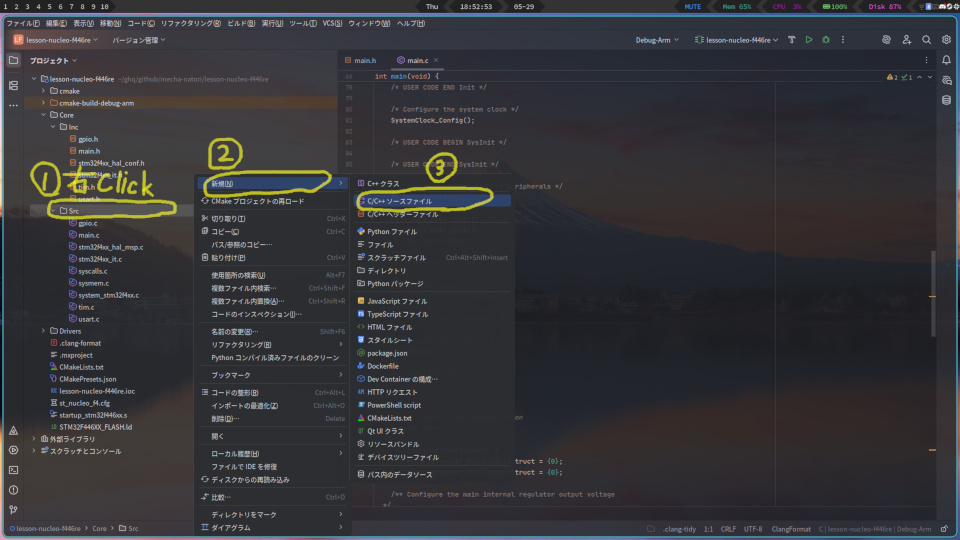 1 2 3 4 5 6 7 8 9 10
Thu 18:52:53 05-29
MUTE Mem 65% CPU 3% 100% Disk 87%
ファイル(F) 編集(E) 表示(V) 移動(N) コード(C) リファクタリング(R) ビルド(B) 実行(U) ツール(T) VCS(S) ウィンドウ(W) ヘルプ(H)
LF lesson-nucleo-f446re バージョン管理
Debug-Arm lesson-nucleo-f446re
プロジェクト
main.h main.c
lesson-nucleo-f446re ~/ghq/github/mecha-natori/lesson-nucleo-f446re
cmake
cmake-build-debug-arm
Core
Inc
gpio.h
main.h
stm32f4xx_hal_conf.h
stm32f4xx_it.h
tim.h
usart.h
Src
gpio.c
main.c
stm32f4xx_hal_msp.c
stm32f4xx_it.c
syscalls.c
sysmem.c
system_stm32f4xx.c
tim.c
usart.c
Drivers
.clang-format
.mxproject
CMakeLists.txt
CMakePresets.json
lesson-nucleo-f446re.ioc
st_nucleo_f4.cfg
startup_stm32f446xx.s
STM32F446XX_FLASH.ld
外部ライブラリ
スクラッチとコンソール
① 右Click
②
③
int main(void) {
/* USER CODE END Init */
/* Configure the system clock */
SystemClock_Config();
/* USER CODE BEGIN SysInit */
/* USER CODE END SysInit */
ripherals */
2 1
新規(N)
CMake プロジェクトの再ロード
切り取り(T) Ctrl+X
コピー(C) Ctrl+C
パス/参照のコピー…
貼り付け(P) Ctrl+V
使用箇所の検索(U) Alt+F7
複数ファイル内検索… Ctrl+Shift+F
複数ファイル内置換(A)… Ctrl+Shift+R
コードのインスペクション(I)…
名前の変更(R)… Shift+F6
リファクタリング(R)
Python コンパイル済みファイルのクリーン
ブックマーク
コードの整形(R) Ctrl+Alt+L
インポートの最適化(Z) Ctrl+Alt+O
削除(D)… Delete
開く
ローカル履歴(H)
ファイルで IDE を修復
ディスクからの再読み込み
比較… Ctrl+D
ディレクトリをマーク
ダイアグラム
C++ クラス
C/C++ ソースファイル
C/C++ ヘッダーファイル
Python ファイル
ファイル
スクラッチファイル Ctrl+Alt+Shift+Insert
ディレクトリ
Python パッケージ
JavaScript ファイル
TypeScript ファイル
HTML ファイル
スタイルシート
package.json
Dockerfile
Dev Container の構成…
HTTP リクエスト
PowerShell script
CMakeLists.txt
Qt UI クラス
リソースバンドル
デバイスツリーファイル
パス内のデータソース
on
truct = {0};
truct = {0};
/** Configure the main internal regulator output voltage
*/
lesson-nucleo-f446re > Core > Src
.clang-tidy 1:1 CRLF UTF-8 ClangFormat C | lesson-nucleo-f446re | Debug-Arm